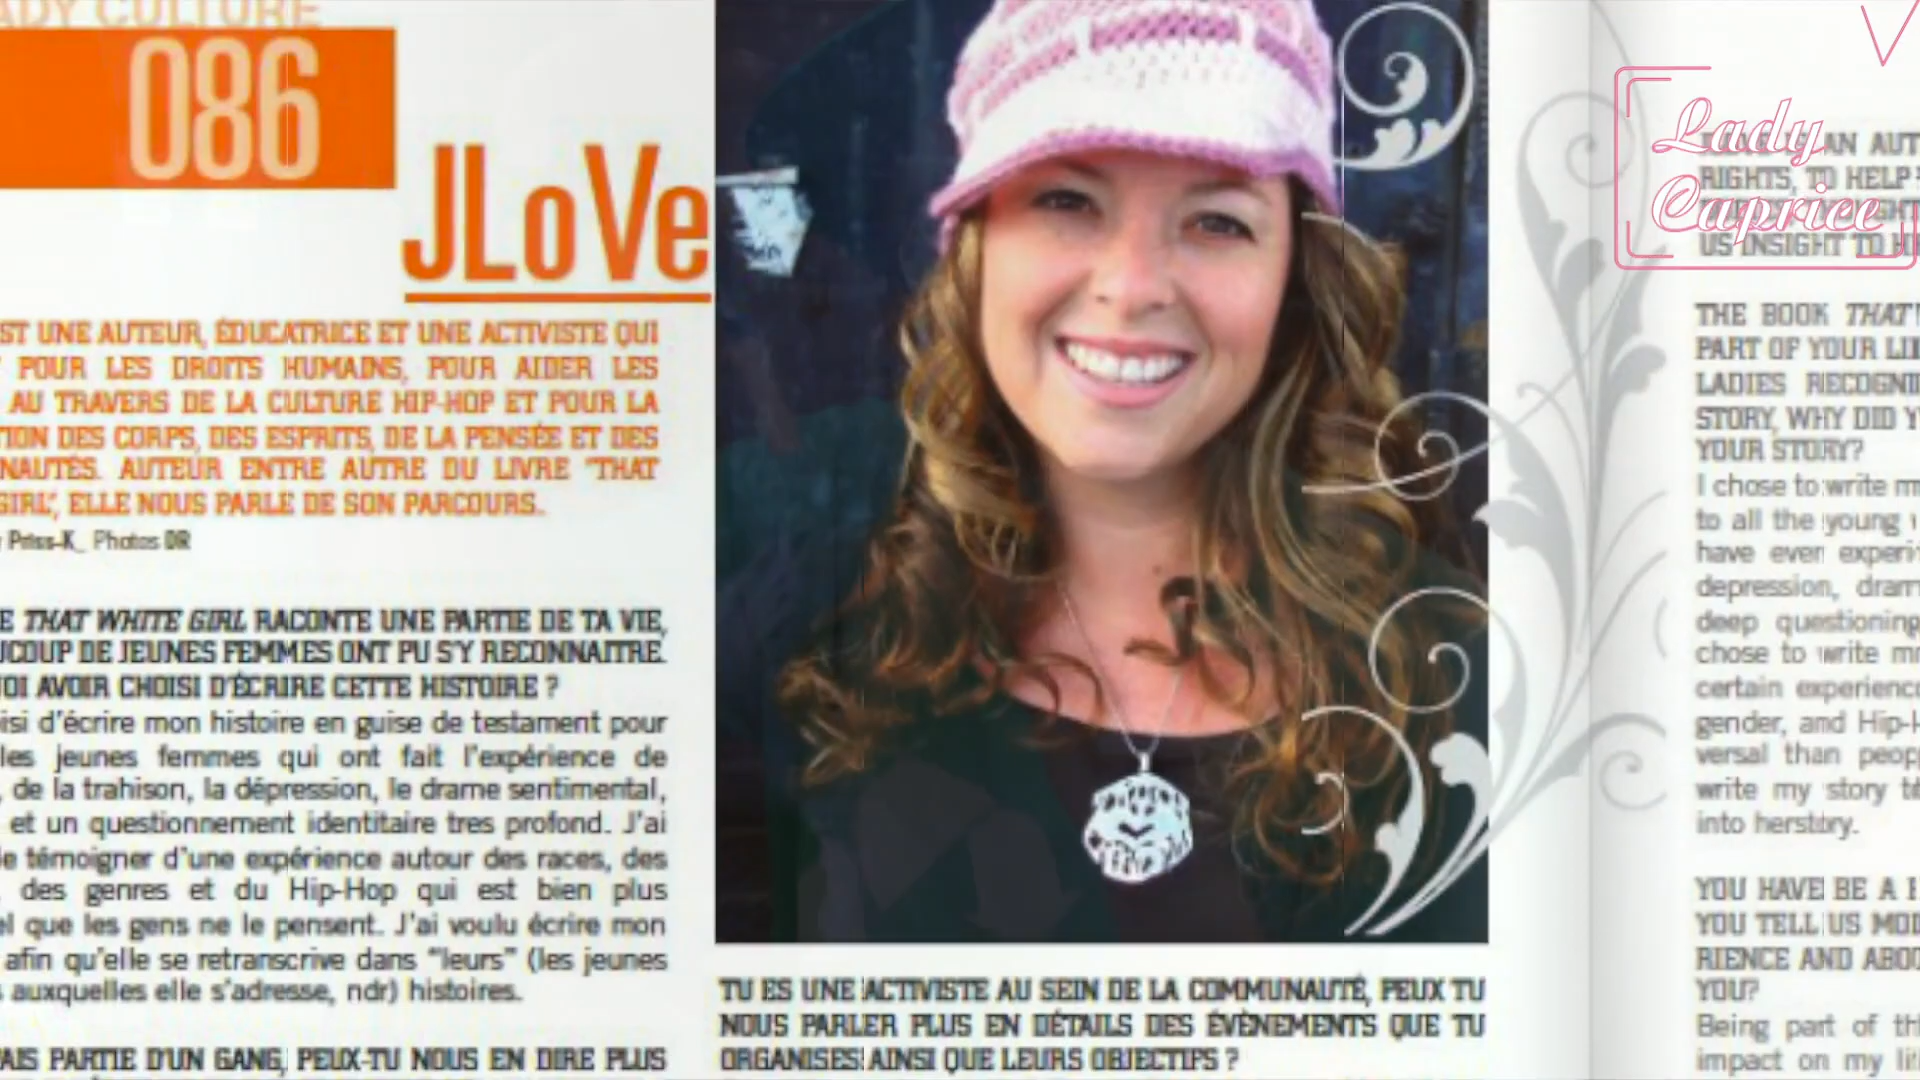 ADY CULTURE
086
JLoVe
ST UNE AUTEUR, ÉDUCATRICE ET UNE ACTIVISTE QUI
POUR LES DROITS HUMAINS, POUR AIDER LES
AU TRAVERS DE LA CULTURE HIP-HOP ET POUR LA
TION DES CORPS, DES ESPRITS, DE LA PENSÉE ET DES
NAUTÉS. AUTEUR ENTRE AUTRE DU LIVRE "THAT
GIRL", ELLE NOUS PARLE DE SON PARCOURS.
Priss-K_ Photos DR
E THAT WHITE GIRL RACONTE UNE PARTIE DE TA VIE,
UCOUP DE JEUNES FEMMES ONT PU S'Y RECONNAITRE.
OI AVOIR CHOISI D'ÉCRIRE CETTE HISTOIRE ?
isi d'écrire mon histoire en guise de testament pour
les jeunes femmes qui ont fait l'expérience de
, de la trahison, la dépression, le drame sentimental,
et un questionnement identitaire tres profond. J'ai
le témoigner d'une expérience autour des races, des
, des genres et du Hip-Hop qui est bien plus
el que les gens ne le pensent. J'ai voulu écrire mon
afin qu'elle se retranscrive dans "leurs" (les jeunes
s auxquelles elle s'adresse, ndr) histoires.
AIS PARTIE D'UN GANG, PEUX-TU NOUS EN DIRE PLUS
TU ES UNE ACTIVISTE AU SEIN DE LA COMMUNAUTÉ, PEUX TU
NOUS PARLER PLUS EN DÉTAILS DES ÉVÈNEMENTS QUE TU
ORGANISES AINSI QUE LEURS OBJECTIFS ?
Lady
Caprice
AN AUT
RIGHTS, TO HELP
US INSIGHT TO H
THE BOOK THAT
PART OF YOUR LI
LADIES RECOGNI
STORY, WHY DID Y
YOUR STORY?
I chose to write m
to all the young
have ever experi
depression, dram
deep questioning
chose to write m
certain experience
gender, and Hip-H
versal than peop
write my story t
into herstory.
YOU HAVE BE A
YOU TELL US MO
RIENCE AND ABO
YOU?
Being part of th
impact on my li